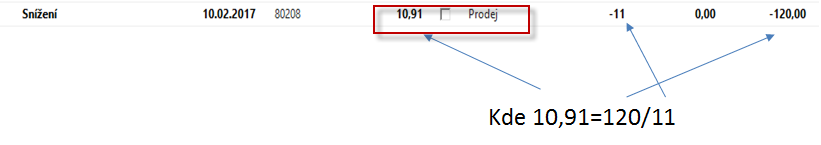 Snížení 10.02.2017 80208 10,91 Prodej -11 0,00 -120,00
Kde 10,91=120/11